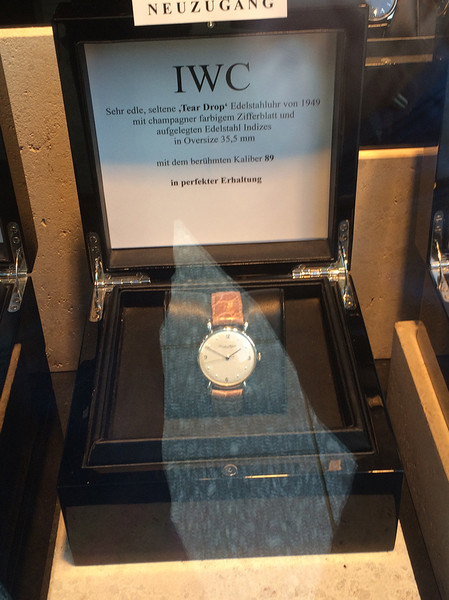 NEUZUGANG
IWC
Sehr edle, seltene ‚Tear Drop‘ Edelstahluhr von 1949
mit champagner farbigem Zifferblatt und
aufgelegten Edelstahl Indizes
in Oversize 35,5 mm
mit dem berühmten Kaliber 89
in perfekter Erhaltung